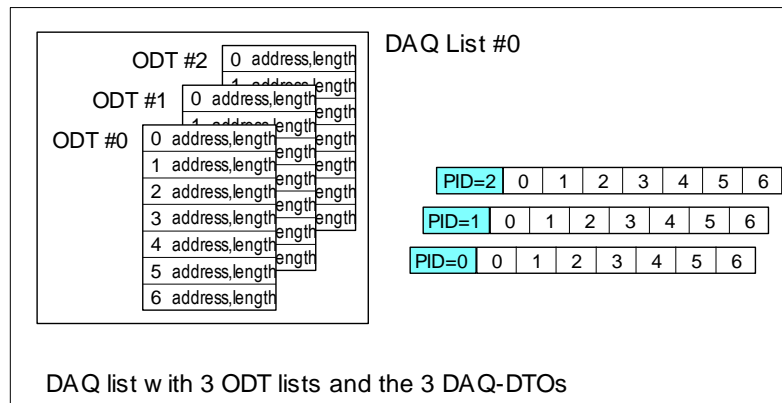 DAQ List #0
ODT #2
0 address,length
ODT #1
0 address,length
ODT #0
0 address,length
1 address,length
2 address,length
3 address,length
4 address,length
5 address,length
6 address,length
PID=2 0 1 2 3 4 5 6
PID=1 0 1 2 3 4 5 6
PID=0 0 1 2 3 4 5 6
DAQ list with 3 ODT lists and the 3 DAQ-DTOs